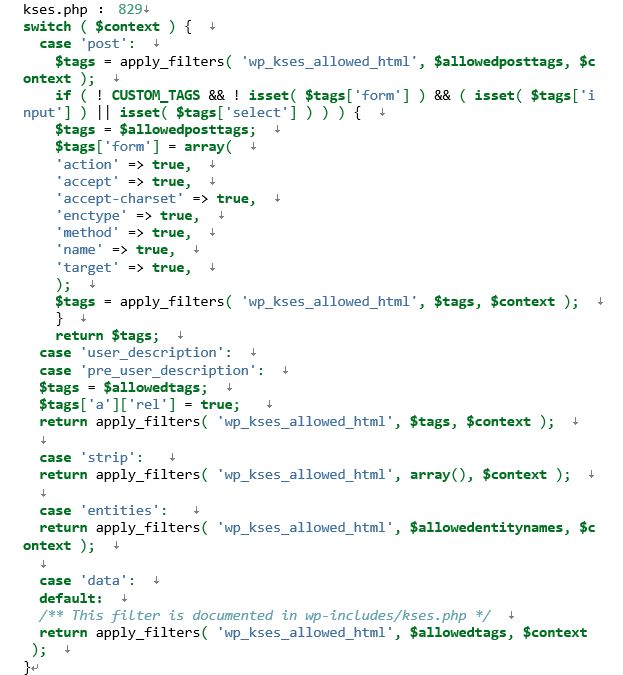 kses.php : 829↓
switch ( $context ) { ↓
case 'post': ↓
$tags = apply_filters( 'wp_kses_allowed_html', $allowedposttags, $c
ontext ); ↓
if ( ! CUSTOM_TAGS && ! isset( $tags['form'] ) && ( isset( $tags['i
nput'] ) || isset( $tags['select'] ) ) ) { ↓
$tags = $allowedposttags; ↓
$tags['form'] = array( ↓
'action' => true, ↓
'accept' => true, ↓
'accept-charset' => true, ↓
'enctype' => true, ↓
'method' => true, ↓
'name' => true, ↓
'target' => true, ↓
); ↓
$tags = apply_filters( 'wp_kses_allowed_html', $tags, $context ); ↓
} ↓
return $tags; ↓
case 'user_description': ↓
case 'pre_user_description': ↓
$tags = $allowedtags; ↓
$tags['a']['rel'] = true; ↓
return apply_filters( 'wp_kses_allowed_html', $tags, $context ); ↓
↓
case 'strip': ↓
return apply_filters( 'wp_kses_allowed_html', array(), $context ); ↓
↓
case 'entities': ↓
return apply_filters( 'wp_kses_allowed_html', $allowedentitynames, $c
ontext ); ↓
↓
case 'data': ↓
default: ↓
/** This filter is documented in wp-includes/kses.php */ ↓
return apply_filters( 'wp_kses_allowed_html', $allowedtags, $context
); ↓
}↵